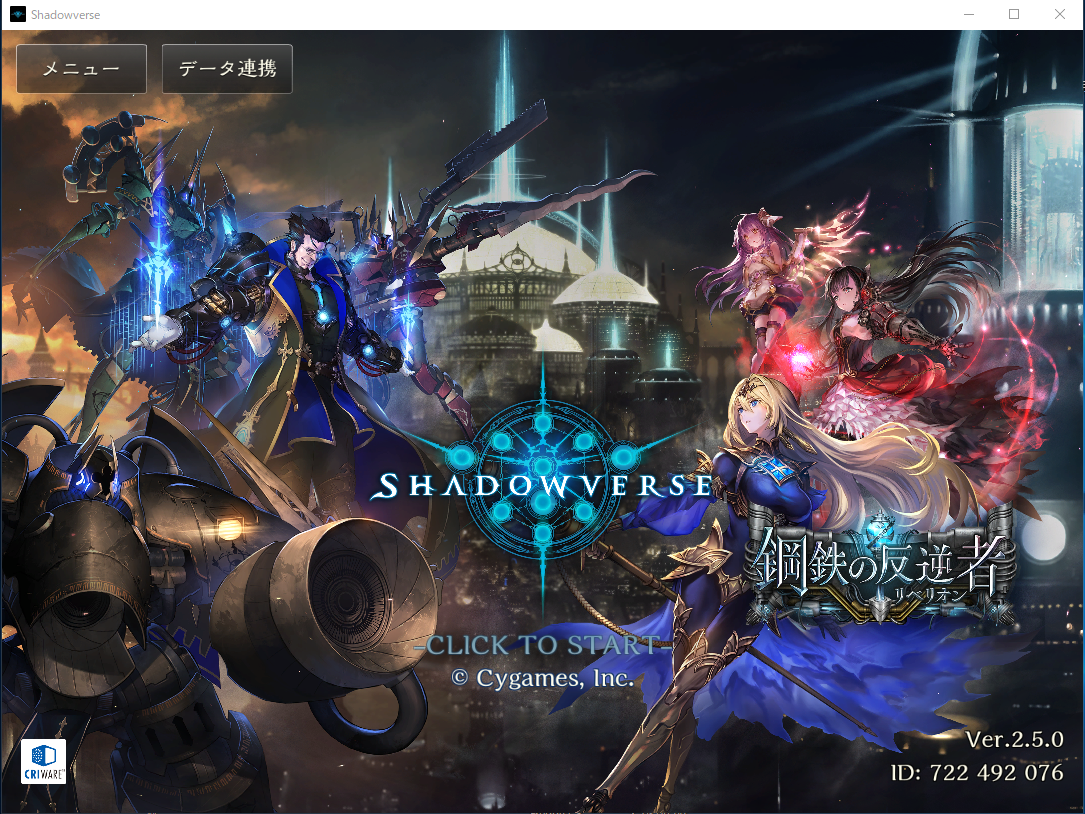 Shadowverse
メニュー
データ連携
SHADOWVERSE
鋼鉄の反逆者
リベリオン
-CLICK TO START-
© Cygames, Inc.
Ver.2.5.0
ID: 722 492 076
CRIWARE